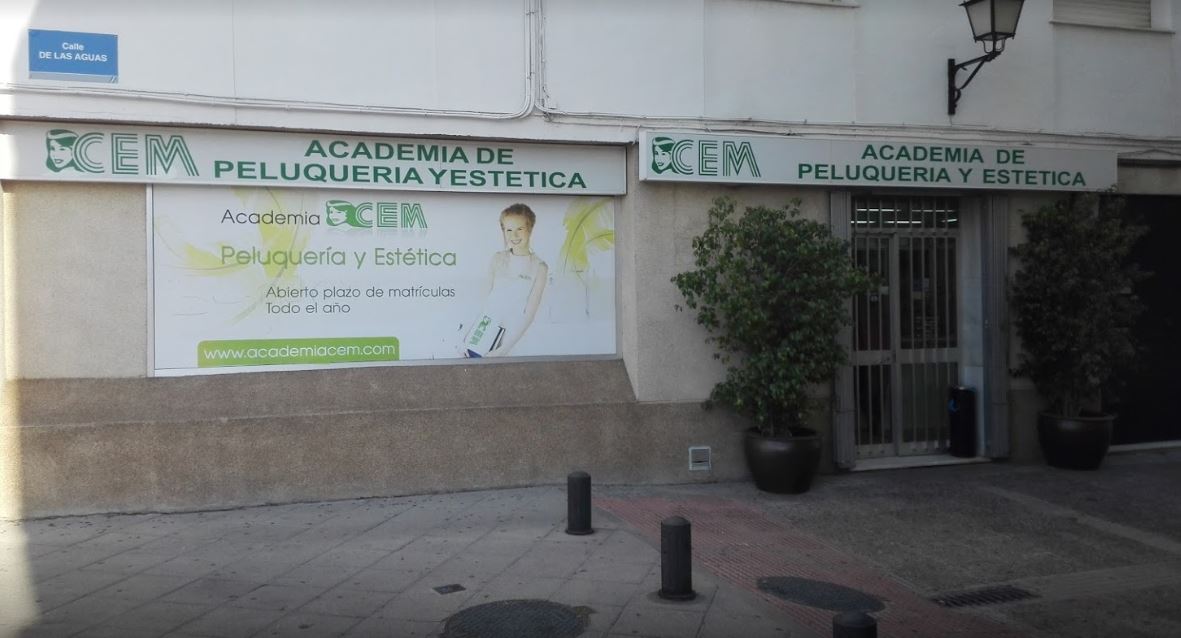 Calle
DE LAS AGUAS
CEM
ACADEMIA DE
PELUQUERIA YESTETICA
CEM
ACADEMIA DE
PELUQUERIA Y ESTETICA
Academia CEM
Peluquería y Estética
Abierto plazo de matrículas
Todo el año
www.academiacem.com
CEM